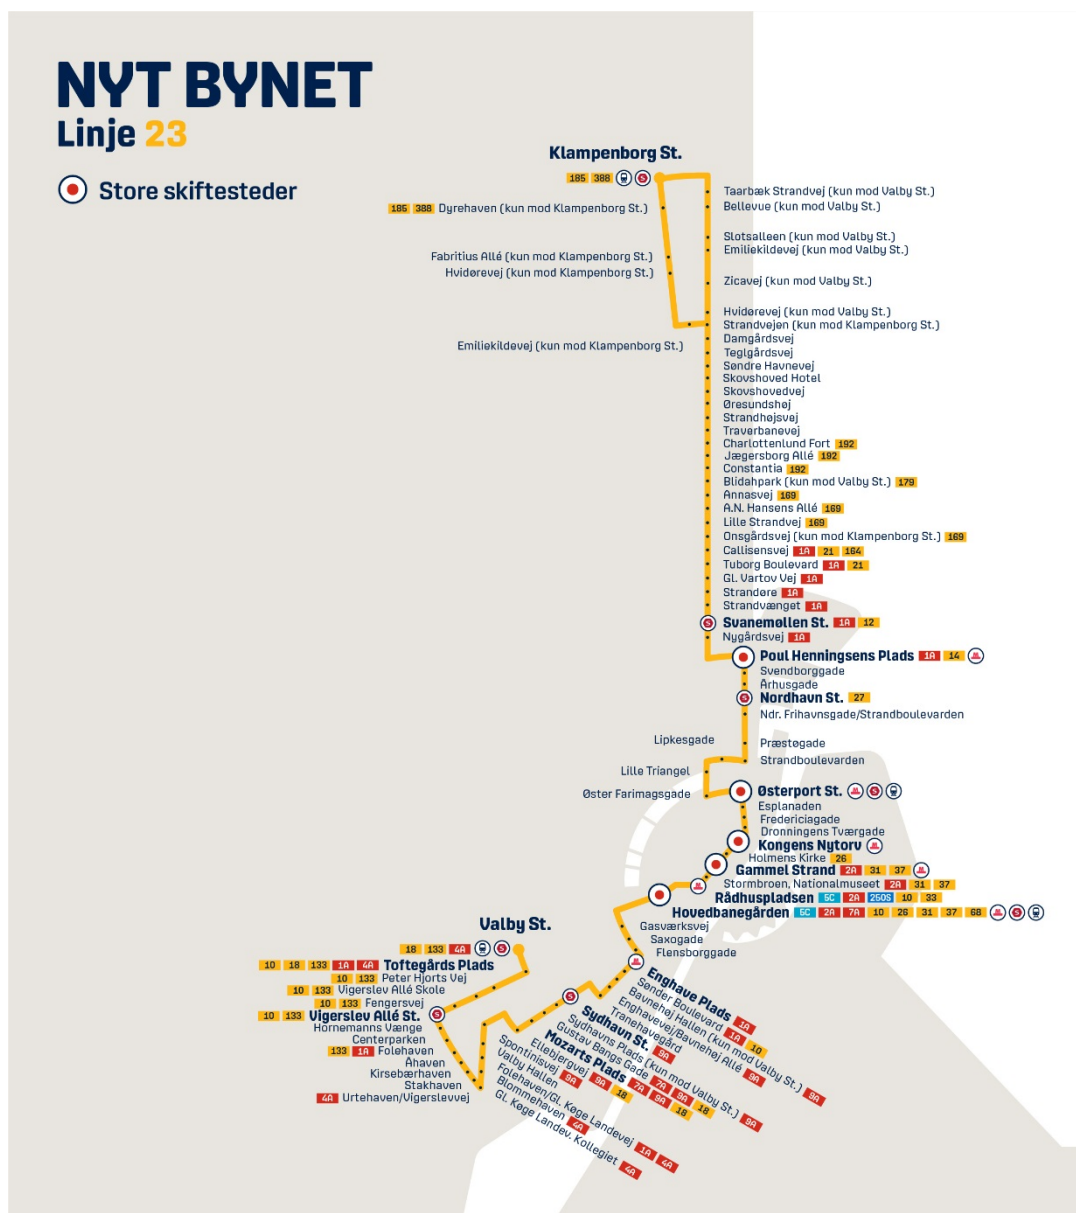 NYT BYNET
Linje 23
Store skiftesteder
Klampenborg St.
185 388 S
Taarbæk Strandvej (kun mod Valby St.)
185 388 Dyrehaven (kun mod Klampenborg St.)
Bellevue (kun mod Valby St.)
Slotsalleen (kun mod Valby St.)
Emiliekildevej (kun mod Valby St.)
Fabritius Allé (kun mod Klampenborg St.)
Hvidørevej (kun mod Klampenborg St.)
Zicavej (kun mod Valby St.)
Hvidørevej (kun mod Valby St.)
Strandvejen (kun mod Klampenborg St.)
Damgårdsvej
Emiliekildevej (kun mod Klampenborg St.)
Teglgårdsvej
Søndre Havnevej
Skovshoved Hotel
Skovshovedvej
Øresundshøj
Strandhøjsvej
Traverbanevej
Charlottenlund Fort 192
Jægersborg Allé 192
Constantia 192
Blidahpark (kun mod Valby St.) 179
Annasvej 169
A.N. Hansens Allé 169
Lille Strandvej 169
Onsgårdsvej (kun mod Klampenborg St.) 169
Callisensvej 1A 21 164
Tuborg Boulevard 1A 21
Gl. Vartov Vej 1A
Strandøre 1A
Strandvænget 1A
S Svanemøllen St. 1A 12
Nygårdsvej 1A
Poul Henningsens Plads 1A 14
Svendborggade
Århusgade
S Nordhavn St. 27
Ndr. Frihavnsgade/Strandboulevarden
Lipkesgade
Præstøgade
Strandboulevarden
Lille Triangel
Øster Farimagsgade
Østerport St. S
Esplanaden
Fredericiagade
Dronningens Tværgade
Kongens Nytorv
Holmens Kirke 26
Gammel Strand 2A 31 37
Stormbroen, Nationalmuseet 2A 31 37
Rådhuspladsen 5C 2A 250S 10 33
Hovedbanegården 5C 2A 7A 10 26 31 37 68 S
Gasværksvej
Saxogade
Flensborggade
Enghave Plads 1A
Sønder Boulevard 1A 10
Bavnehøj Hallen (kun mod Valby St.) 9A
Enghavevej/Bavnehøj Allé 9A
Tranehavegård
S Sydhavn St. 9A
Sydhavns Plads (kun mod Valby St.) 9A
Gustav Bangs Gade 7A 9A 18
Mozarts Plads 7A 9A 18
Ellebjergvej 9A 18
Spontinisvej 9A
Valby Hallen
Folehaven/Gl. Køge Landevej 1A 4A
Blommehaven 4A
Gl. Køge Landev. Kollegiet 4A
Valby St.
18 133 4A S
10 18 133 1A 4A Toftegårds Plads
10 133 Peter Hjorts Vej
10 133 Vigerslev Allé Skole
10 133 Fengersvej
10 133 Vigerslev Allé St. S
Hornemanns Vænge
Centerparken
133 1A Folehaven
Åhaven
Kirsebærhaven
Stakhaven
4A Urtehaven/Vigerslevvej